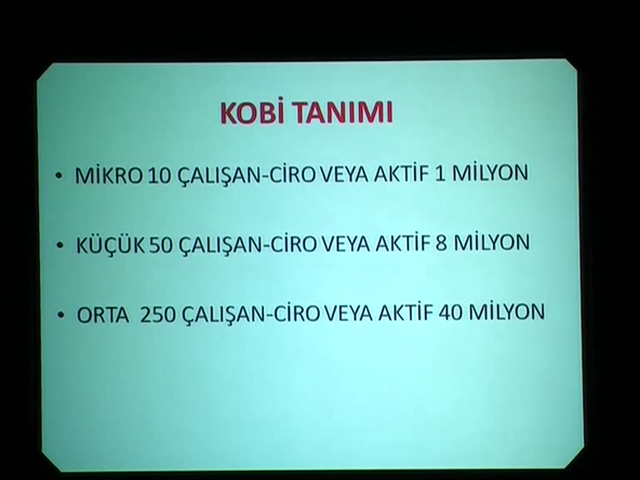 KOBİ TANIMI
• MİKRO 10 ÇALIŞAN-CİRO VEYA AKTİF 1 MİLYON
• KÜÇÜK 50 ÇALIŞAN-CİRO VEYA AKTİF 8 MİLYON
• ORTA  250 ÇALIŞAN-CİRO VEYA AKTİF 40 MİLYON